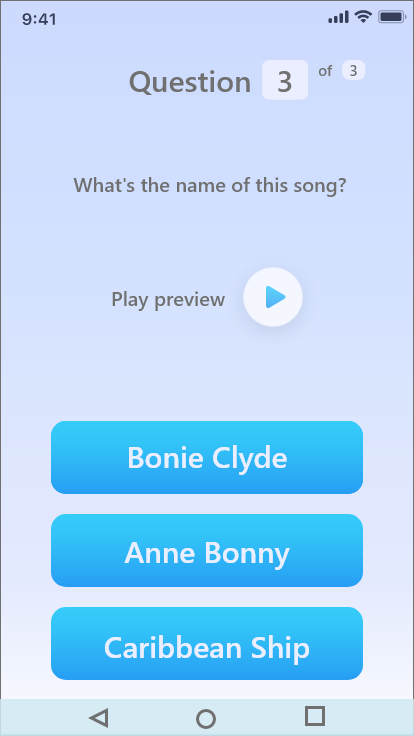 9:41
Question 3 of 3
What's the name of this song?
Play preview
Bonie Clyde
Anne Bonny
Caribbean Ship